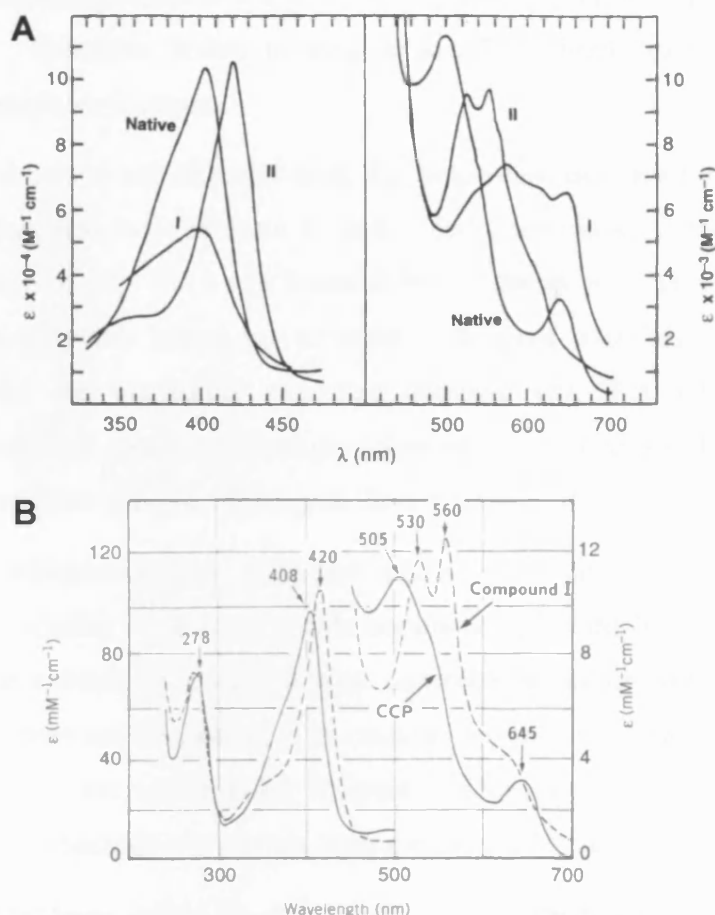 A
10
8
6
4
2
ε x 10⁻⁴ (M⁻¹ cm⁻¹)
Native
I
II
350 400 450
II
I
Native
500 600 700
10
8
6
4
2
ε x 10⁻³ (M⁻¹ cm⁻¹)
λ (nm)
B
120
80
40
0
ε (mM⁻¹cm⁻¹)
278
408
420
505
530
560
Compound I
CCP
645
12
8
4
0
ε (mM⁻¹cm⁻¹)
300 500 700
Wavelength (nm)